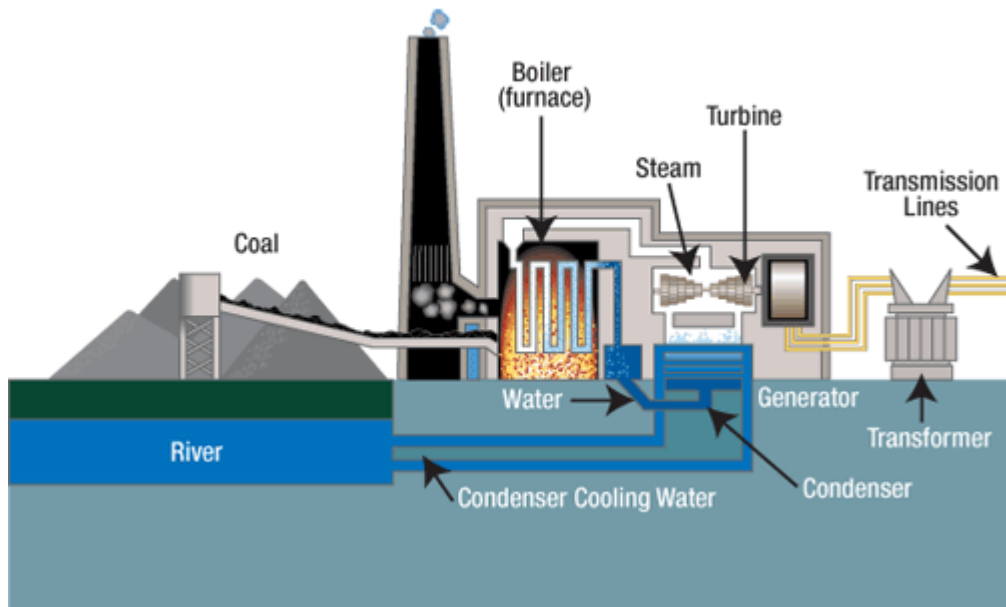 Boiler
(furnace)
Turbine
Steam
Transmission
Lines
Coal
Water
Generator
Transformer
River
Condenser Cooling Water
Condenser